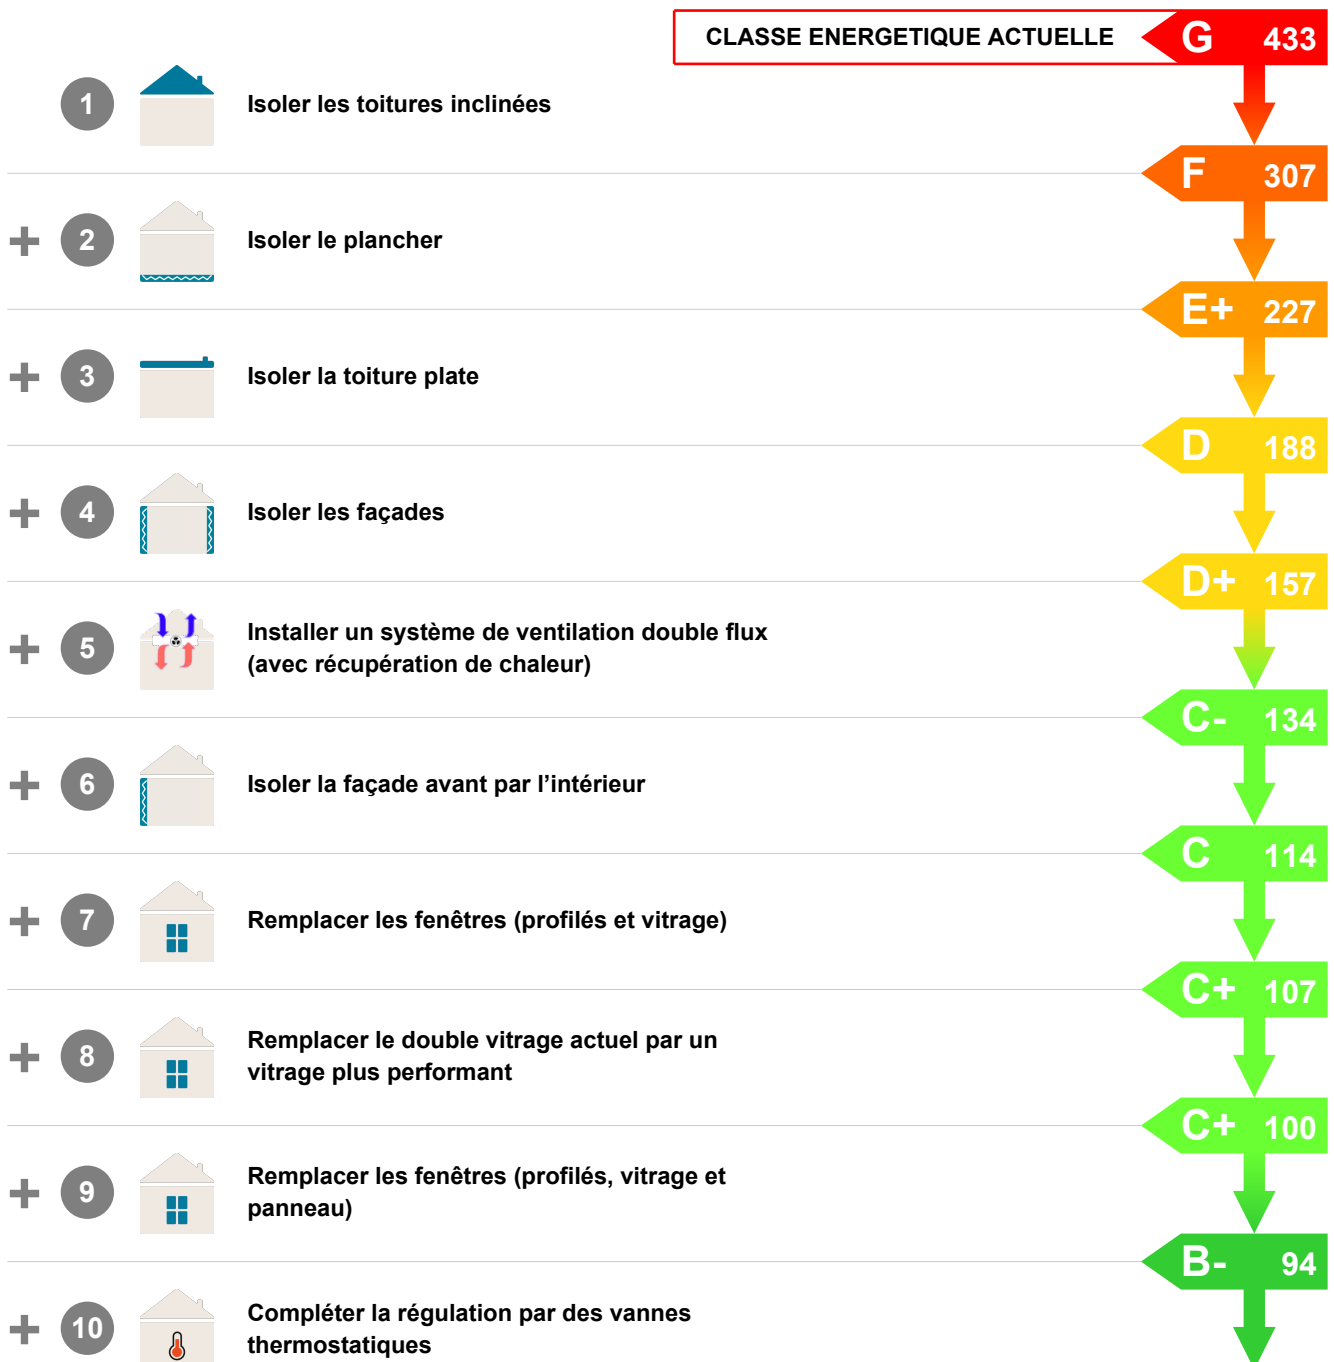 CLASSE ENERGETIQUE ACTUELLE G 433
1 Isoler les toitures inclinées
F 307
+ 2 Isoler le plancher
E+ 227
+ 3 Isoler la toiture plate
D 188
+ 4 Isoler les façades
D+ 157
+ 5 Installer un système de ventilation double flux
(avec récupération de chaleur)
C- 134
+ 6 Isoler la façade avant par l’intérieur
C 114
+ 7 Remplacer les fenêtres (profilés et vitrage)
C+ 107
+ 8 Remplacer le double vitrage actuel par un
vitrage plus performant
C+ 100
+ 9 Remplacer les fenêtres (profilés, vitrage et
panneau)
B- 94
+ 10 Compléter la régulation par des vannes
thermostatiques